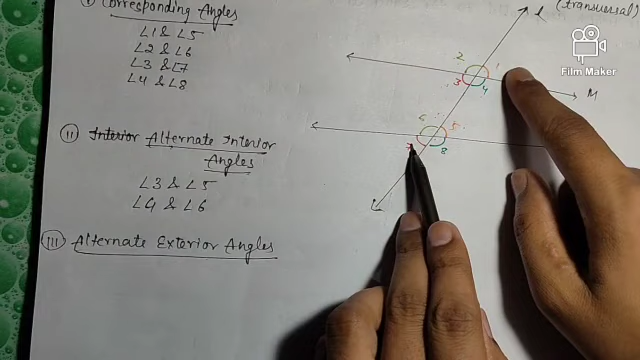 Corresponding Angles
∠1 & ∠5
∠2 & ∠6
∠3 & ∠7
∠4 & ∠8
(ii) Interior Alternate Interior
Angles
∠3 & ∠5
∠4 & ∠6
(iii) Alternate Exterior Angles
(transversal)
2 1
3 4
M
6 5
7 8
Film Maker